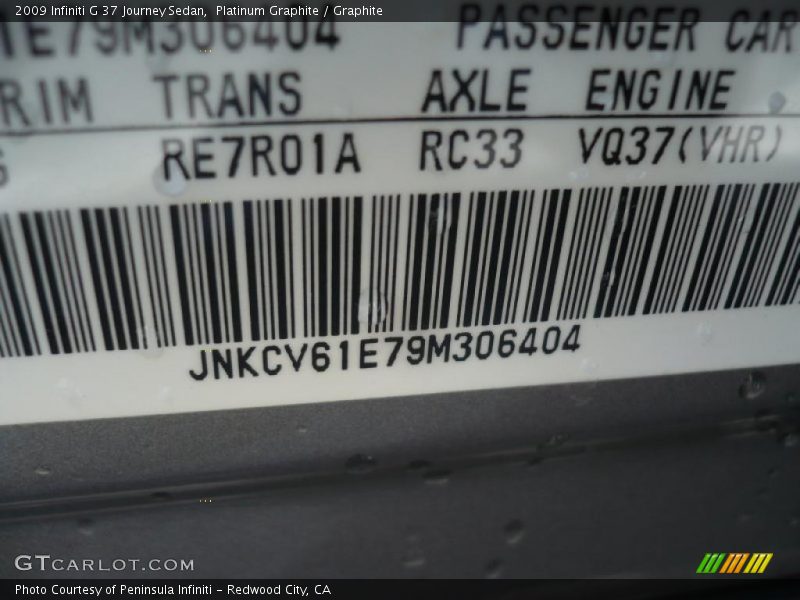 2009 Infiniti G 37 Journey Sedan, Platinum Graphite / Graphite
1E79M306404 PASSENGER CAR
RIM TRANS AXLE ENGINE
RE7R01A RC33 VQ37(VHR)
JNKCV61E79M306404
GTCARLOT.COM
Photo Courtesy of Peninsula Infiniti - Redwood City, CA